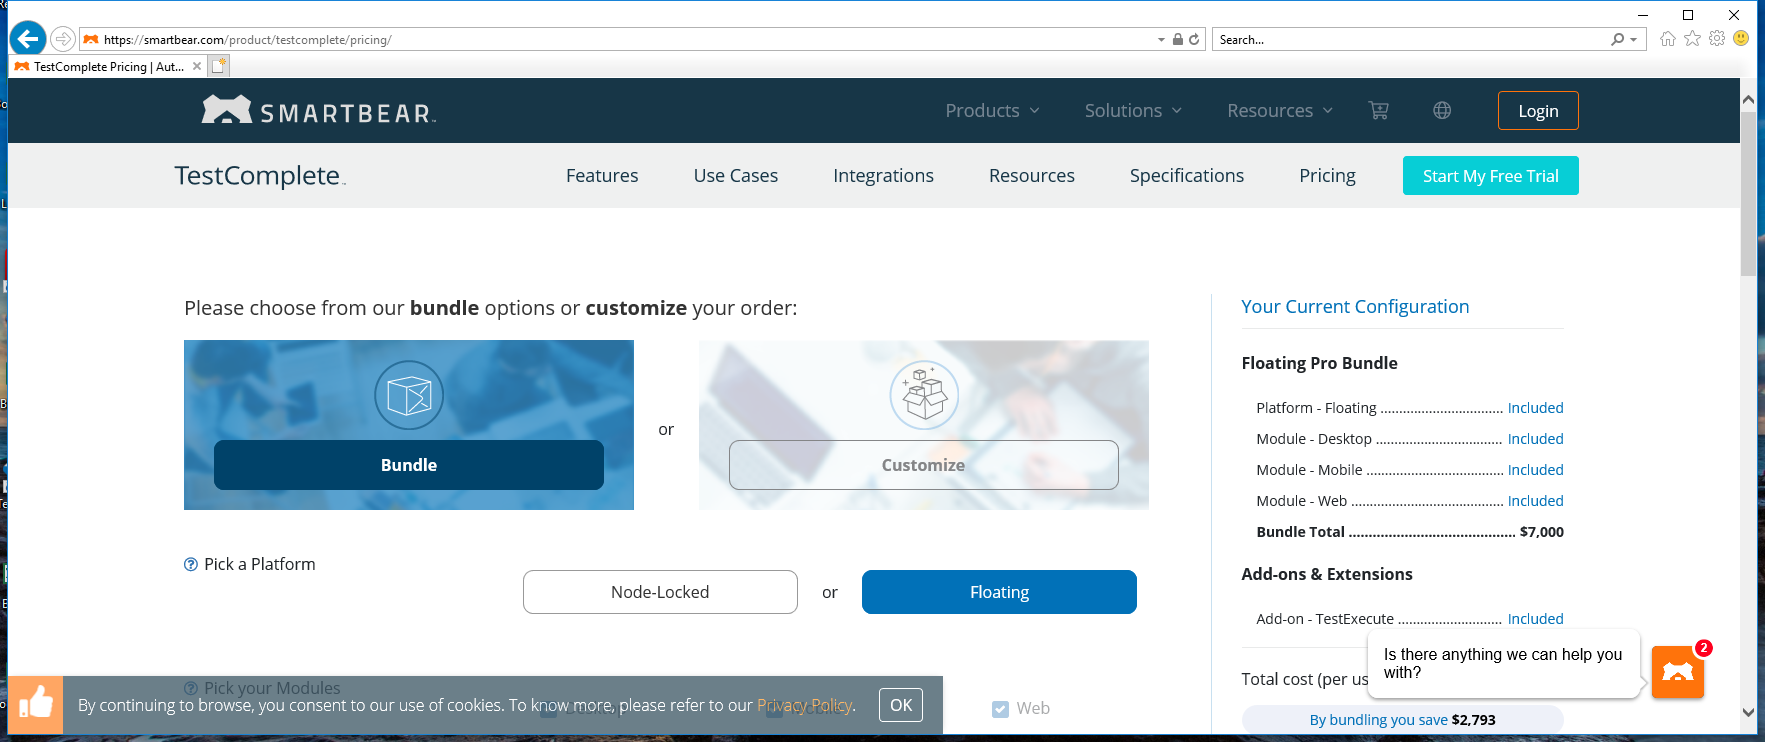 https://smartbear.com/product/testcomplete/pricing/
Search...
TestComplete Pricing | Aut...
SMARTBEAR
Products
Solutions
Resources
Login
TestComplete
Features
Use Cases
Integrations
Resources
Specifications
Pricing
Start My Free Trial
Please choose from our bundle options or customize your order:
Bundle
or
Customize
Pick a Platform
Node-Locked
or
Floating
Pick your Modules
Web
Your Current Configuration
Floating Pro Bundle
Platform - Floating ................................. Included
Module - Desktop .................................. Included
Module - Mobile ..................................... Included
Module - Web ......................................... Included
Bundle Total .......................................... $7,000
Add-ons & Extensions
Add-on - TestExecute ............................ Included
Total cost (per us
By bundling you save $2,793
Is there anything we can help you
with?
2
By continuing to browse, you consent to our use of cookies. To know more, please refer to our Privacy Policy.
OK